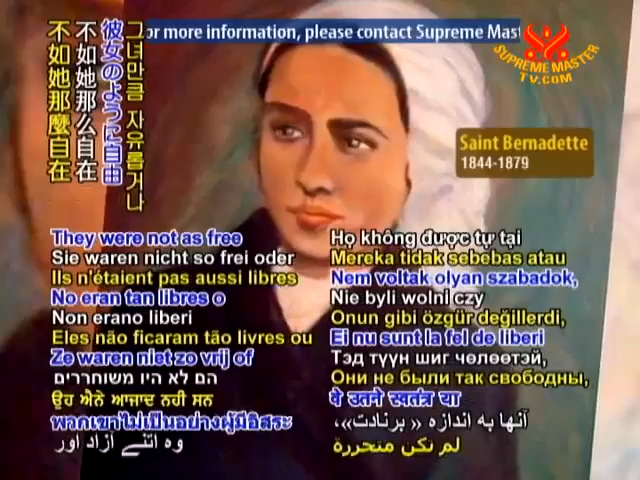 or more information, please contact Supreme Mas
SUPREME MASTER
TV.COM
그녀만큼 자유롭거나
彼女のように自由
不如她那么自在
不如她那麼自在
Saint Bernadette
1844-1879
They were not as free
Sie waren nicht so frei oder
Ils n'étaient pas aussi libres
No eran tan libres o
Non erano liberi
Eles não ficaram tão livres ou
Ze waren niet zo vrij of
הם לא היו משוחררים
ਉਹ ਐਨੇ ਆਜ਼ਾਦ ਨਹੀ ਸਨ
พวกเขาไม่เป็นอย่างผู้มีอิสระ
وہ اتنے آزاد اور
Họ không được tự tại
Mereka tidak sebebas atau
Nem voltak olyan szabadok,
Nie byli wolni czy
Onun gibi özgür değillerdi,
Ei nu sunt la fel de liberi
Тэд түүн шиг чөлөөтэй,
Они не были так свободны,
वे उतने स्वतंत्र या
آنها به اندازه « برنادت»،
لم تكن متحررة